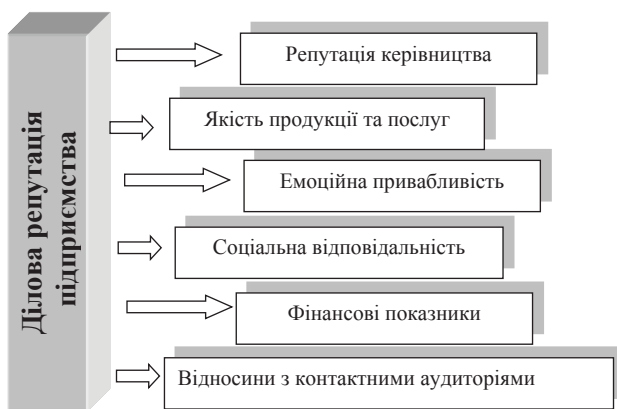 Ділова репутація
підприємства
Репутація керівництва
Якість продукції та послуг
Емоційна привабливість
Соціальна відповідальність
Фінансові показники
Відносини з контактними аудиторіями